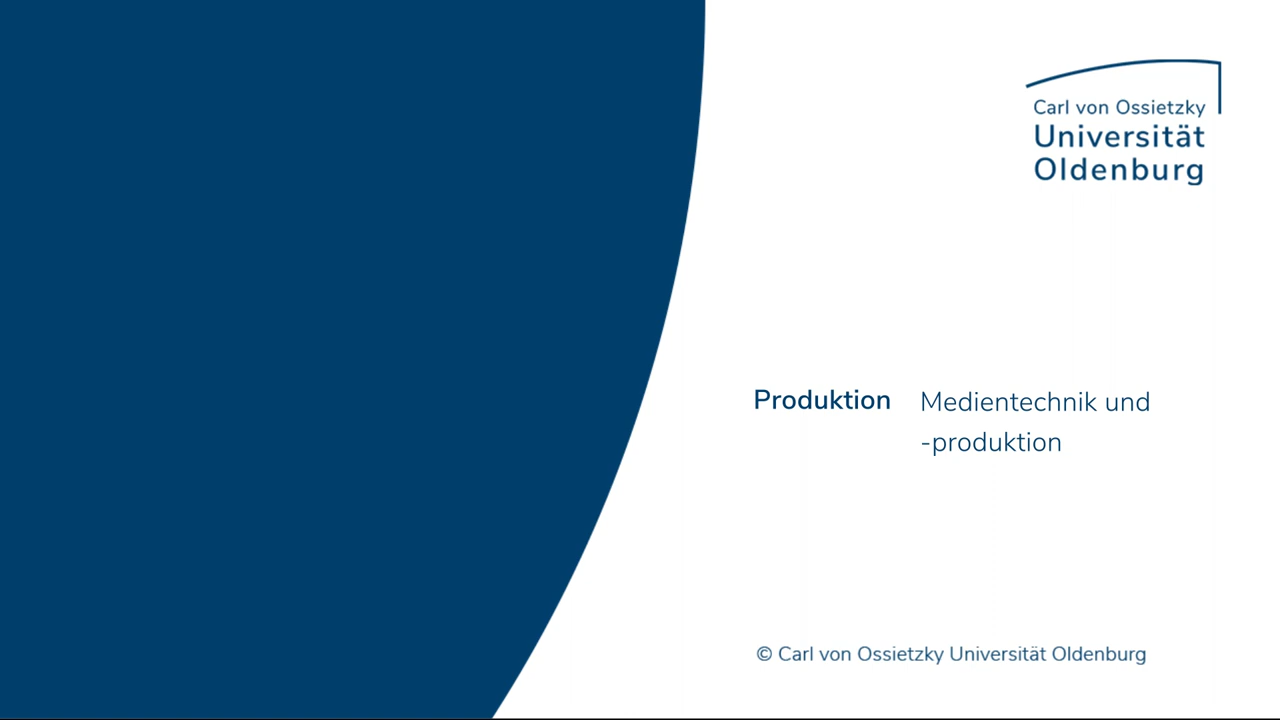 Carl von Ossietzky
Universität
Oldenburg
Produktion Medientechnik und
-produktion
© Carl von Ossietzky Universität Oldenburg